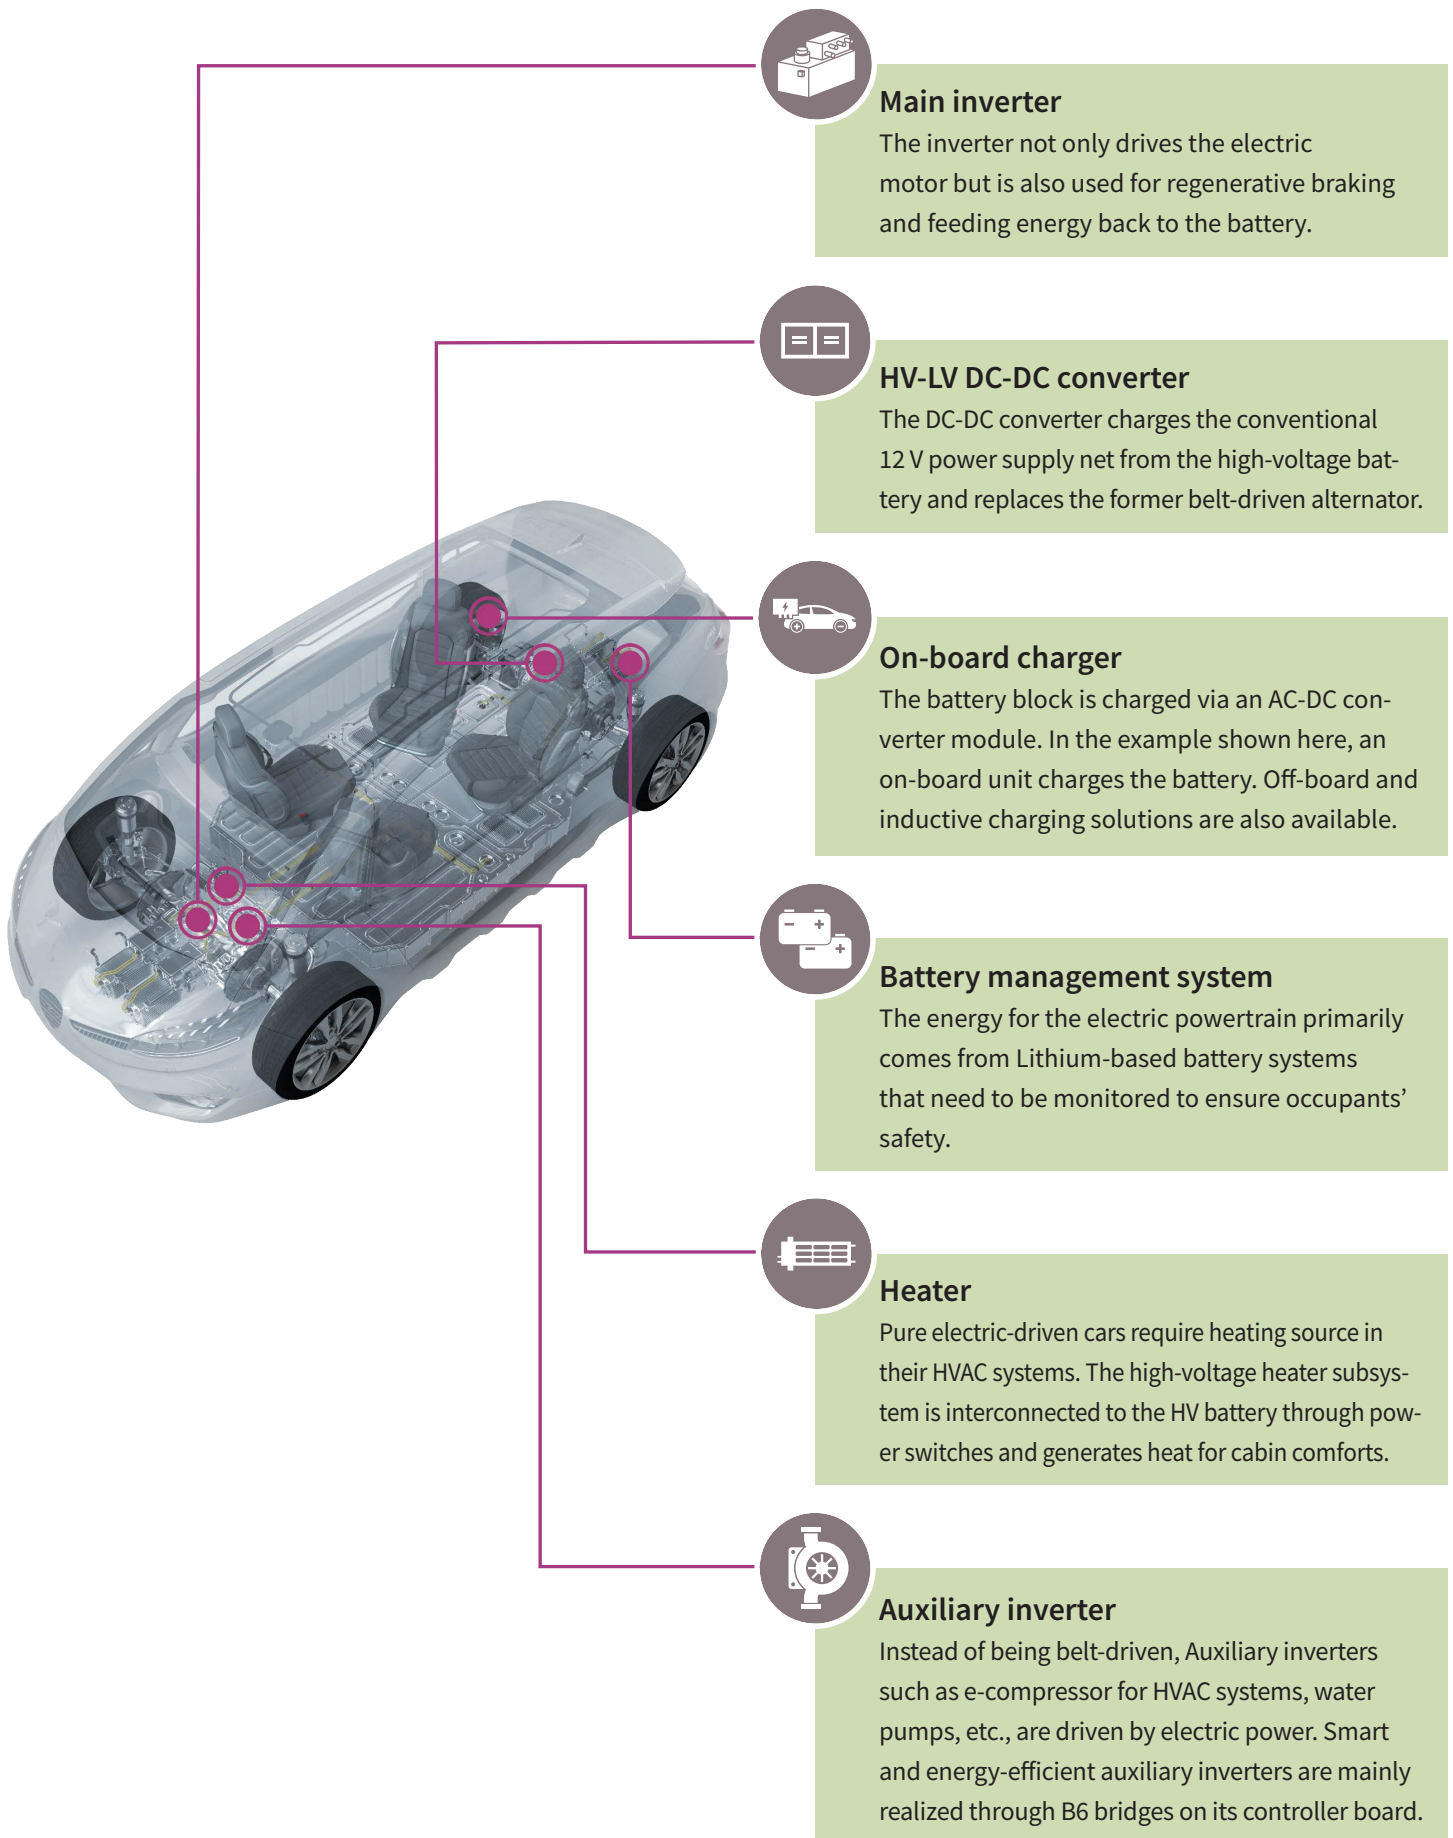 Main inverter
The inverter not only drives the electric
motor but is also used for regenerative braking
and feeding energy back to the battery.
HV-LV DC-DC converter
The DC-DC converter charges the conventional
12 V power supply net from the high-voltage bat-
tery and replaces the former belt-driven alternator.
On-board charger
The battery block is charged via an AC-DC con-
verter module. In the example shown here, an
on-board unit charges the battery. Off-board and
inductive charging solutions are also available.
Battery management system
The energy for the electric powertrain primarily
comes from Lithium-based battery systems
that need to be monitored to ensure occupants’
safety.
Heater
Pure electric-driven cars require heating source in
their HVAC systems. The high-voltage heater subsys-
tem is interconnected to the HV battery through pow-
er switches and generates heat for cabin comforts.
Auxiliary inverter
Instead of being belt-driven, Auxiliary inverters
such as e-compressor for HVAC systems, water
pumps, etc., are driven by electric power. Smart
and energy-efficient auxiliary inverters are mainly
realized through B6 bridges on its controller board.